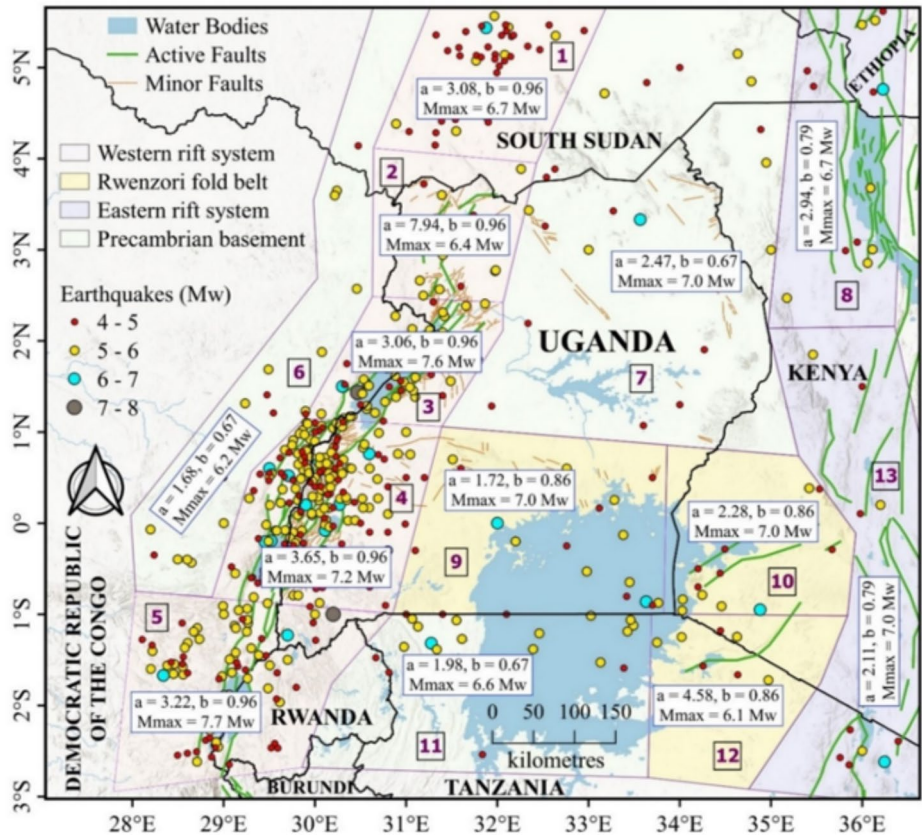 Water Bodies
Active Faults
Minor Faults
Western rift system
Rwenzori fold belt
Eastern rift system
Precambrian basement
Earthquakes (Mw)
4 - 5
5 - 6
6 - 7
7 - 8
1
a = 3.08, b = 0.96
Mmax = 6.7 Mw
SOUTH SUDAN
ETHIOPIA
2
a = 7.94, b = 0.96
Mmax = 6.4 Mw
a = 2.47, b = 0.67
Mmax = 7.0 Mw
a = 2.94, b = 0.79
Mmax = 6.7 Mw
8
a = 3.06, b = 0.96
Mmax = 7.6 Mw
UGANDA
KENYA
6
7
3
a = 1.68, b = 0.67
Mmax = 6.2 Mw
4
13
a = 1.72, b = 0.86
Mmax = 7.0 Mw
a = 2.28, b = 0.86
Mmax = 7.0 Mw
a = 3.65, b = 0.96
Mmax = 7.2 Mw
9
10
5
DEMOCRATIC REPUBLIC
OF THE CONGO
a = 1.98, b = 0.67
Mmax = 6.6 Mw
a = 2.11, b = 0.79
Mmax = 7.0 Mw
a = 3.22, b = 0.96
Mmax = 7.7 Mw
a = 4.58, b = 0.86
Mmax = 6.1 Mw
RWANDA
0 50 100 150
kilometres
11
12
BURUNDI
TANZANIA
5°N
4°N
3°N
2°N
1°N
0°
1°S
2°S
3°S
28°E 29°E 30°E 31°E 32°E 33°E 34°E 35°E 36°E